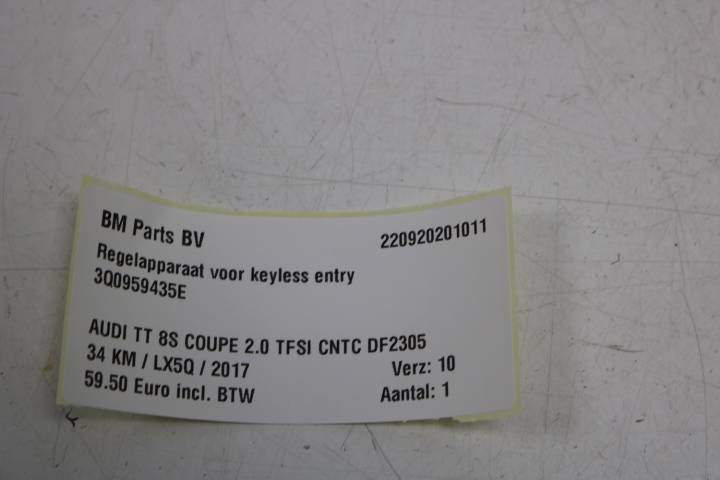 BM Parts BV 220920201011
Regelapparaat voor keyless entry
3Q0959435E
AUDI TT 8S COUPE 2.0 TFSI CNTC DF2305
34 KM / LX5Q / 2017 Verz: 10
59.50 Euro incl. BTW Aantal: 1